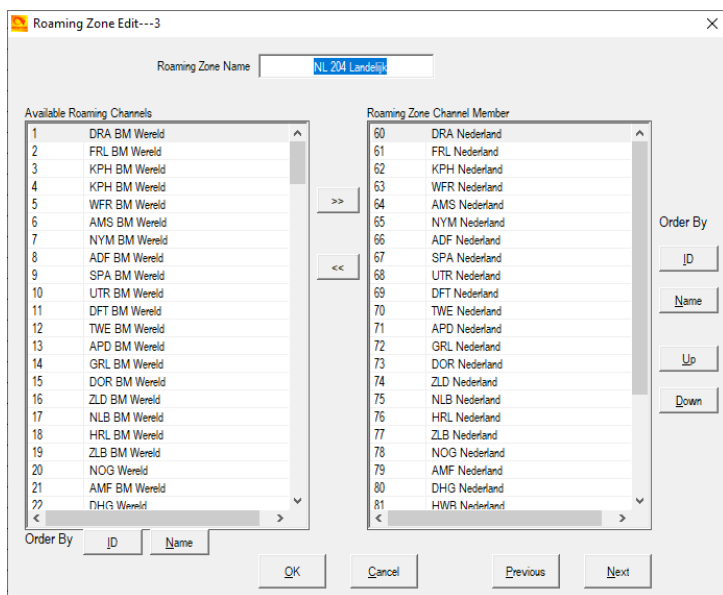 Roaming Zone Edit---3
Roaming Zone Name NL 204 Landelijk
Available Roaming Channels
1 DRA BM Wereld
2 FRL BM Wereld
3 KPH BM Wereld
4 KPH BM Wereld
5 WFR BM Wereld
6 AMS BM Wereld
7 NYM BM Wereld
8 ADF BM Wereld
9 SPA BM Wereld
10 UTR BM Wereld
11 DFT BM Wereld
12 TWE BM Wereld
13 APD BM Wereld
14 GRL BM Wereld
15 DOR BM Wereld
16 ZLD BM Wereld
17 NLB BM Wereld
18 HRL BM Wereld
19 ZLB BM Wereld
20 NOG Wereld
21 AMF BM Wereld
22 DHG Wereld
Order By ID Name
>>
<<
Roaming Zone Channel Member
60 DRA Nederland
61 FRL Nederland
62 KPH Nederland
63 WFR Nederland
64 AMS Nederland
65 NYM Nederland
66 ADF Nederland
67 SPA Nederland
68 UTR Nederland
69 DFT Nederland
70 TWE Nederland
71 APD Nederland
72 GRL Nederland
73 DOR Nederland
74 ZLD Nederland
75 NLB Nederland
76 HRL Nederland
77 ZLB Nederland
78 NOG Nederland
79 AMF Nederland
80 DHG Nederland
81 HWB Nederland
Order By
ID
Name
Up
Down
OK Cancel Previous Next